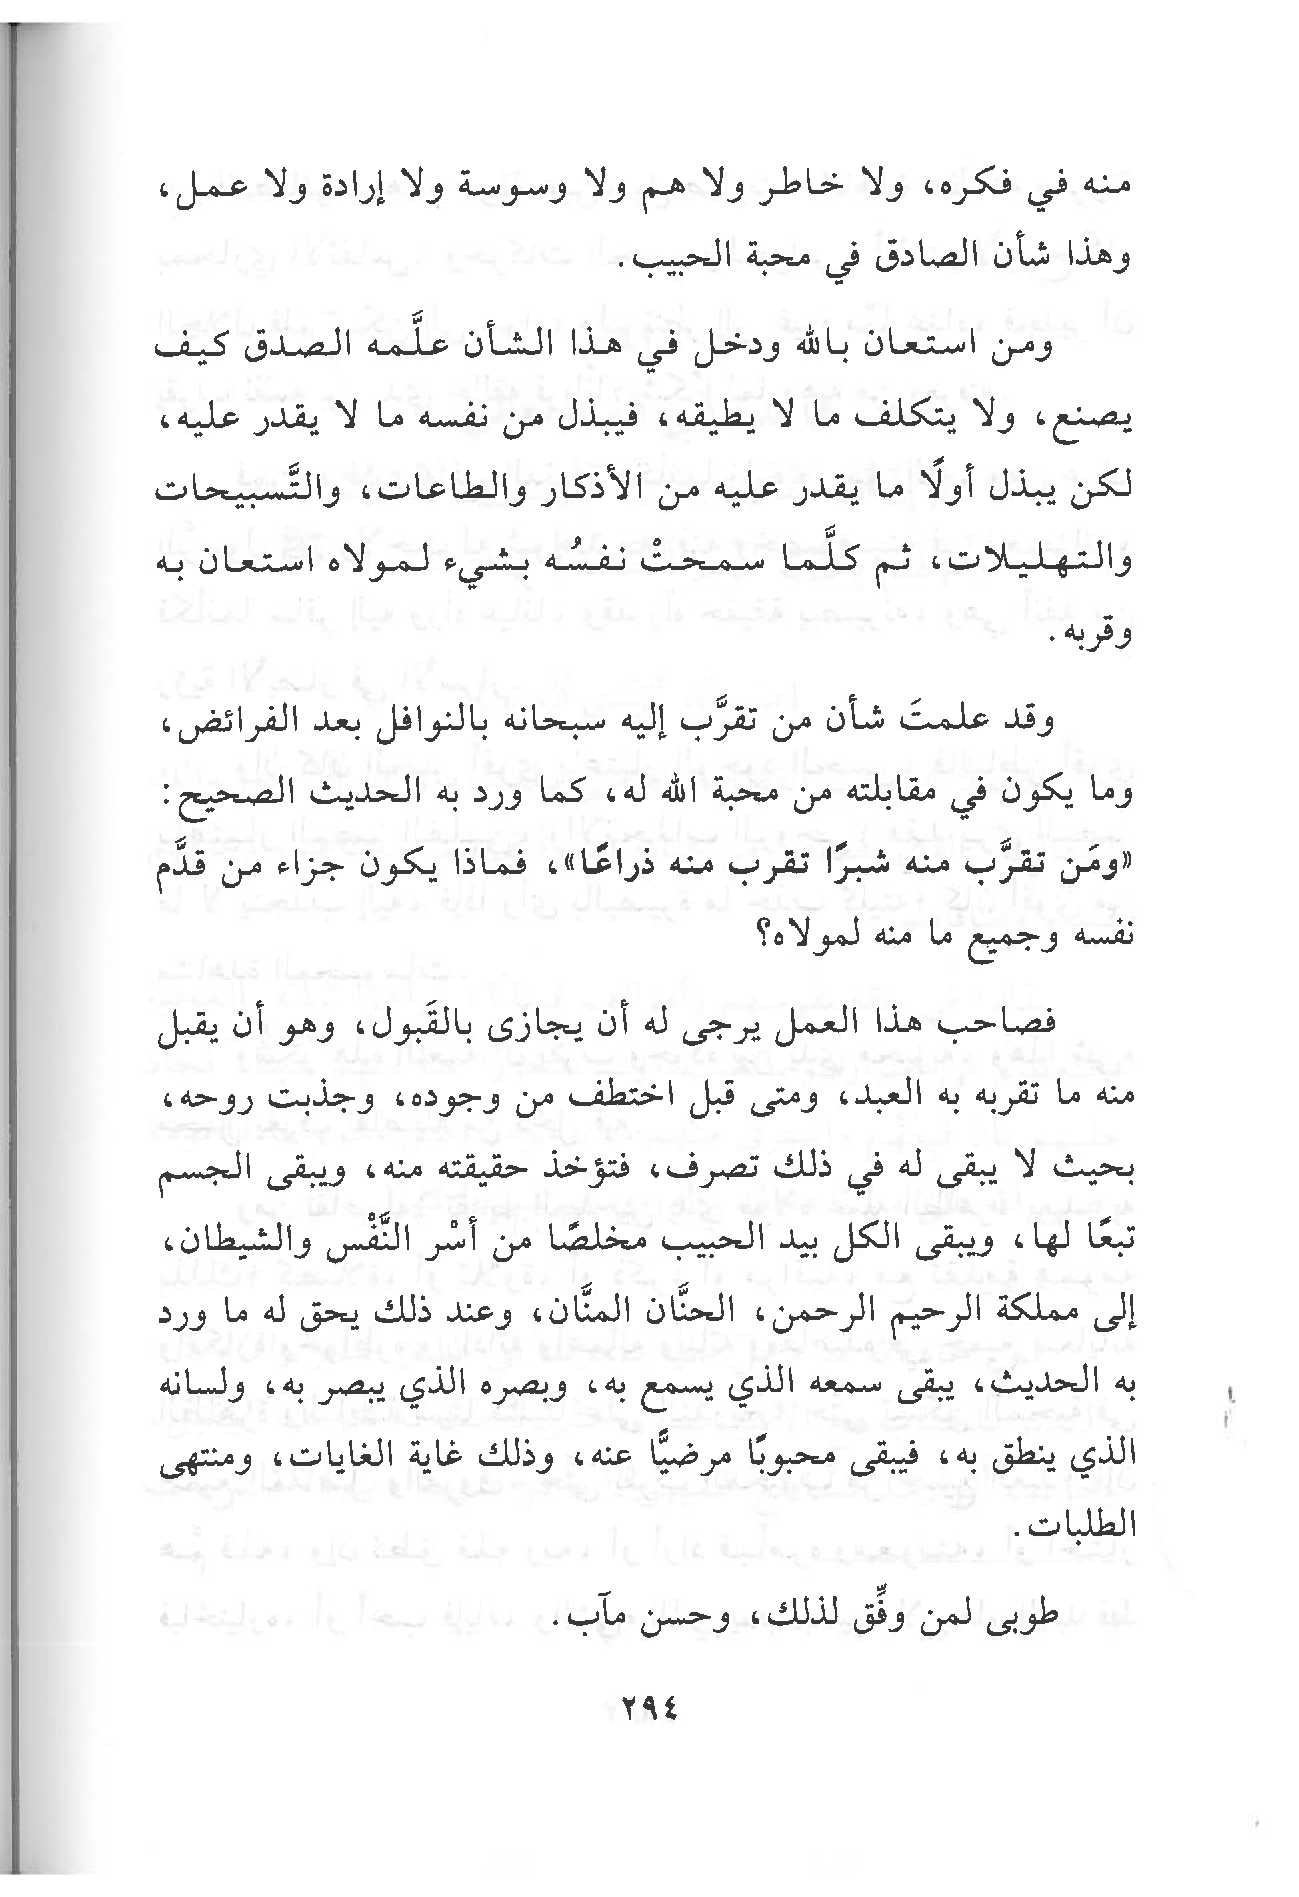 منه في فكره، ولا خاطر ولا هم ولا وسوسة ولا إرادة ولا عمل،
وهذا شأن الصادق في محبة الحبيب.
ومن استعان بالله ودخل في هذا الشأن علَّمه الصدق كيف
يصنع، ولا يتكلف ما لا يطيقه، فيبذل من نفسه ما لا يقدر عليه،
لكن يبذل أولًا ما يقدر عليه من الأذكار والطاعات، والتَّسبيحات
والتهليلات، ثم كلَّما سمحتْ نفسُه بشيء لمولاه استعان به
وقربه.
وقد علمتَ شأن من تقرَّب إليه سبحانه بالنوافل بعد الفرائض،
وما يكون في مقابلته من محبة الله له، كما ورد به الحديث الصحيح:
«ومَن تقرَّب منه شبرًا تقرب منه ذراعًا»، فماذا يكون جزاء من قدَّم
نفسه وجميع ما منه لمولاه؟
فصاحب هذا العمل يرجى له أن يجازى بالقَبول، وهو أن يقبل
منه ما تقربه به العبد، ومتى قبل اختطف من وجوده، وجذبت روحه،
بحيث لا يبقى له في ذلك تصرف، فتؤخذ حقيقته منه، ويبقى الجسم
تبعًا لها، ويبقى الكل بيد الحبيب مخلصًا من أسْر النَّفْس والشيطان،
إلى مملكة الرحيم الرحمن، الحنَّان المنَّان، وعند ذلك يحق له ما ورد
به الحديث، يبقى سمعه الذي يسمع به، وبصره الذي يبصر به، ولسانه
الذي ينطق به، فيبقى محبوبًا مرضيًّا عنه، وذلك غاية الغايات، ومنتهى
الطلبات.
طوبى لمن وفِّق لذلك، وحسن مآب.
٢٩٤